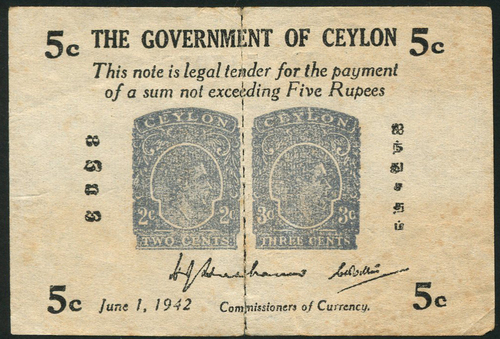 5c THE GOVERNMENT OF CEYLON 5c
This note is legal tender for the payment
of a sum not exceeding Five Rupees
CEYLON
2c 2c
TWO CENTS
CEYLON
3c 3c
THREE CENTS
ஐந்துசதம்
5c June 1, 1942 Commissioners of Currency. 5c